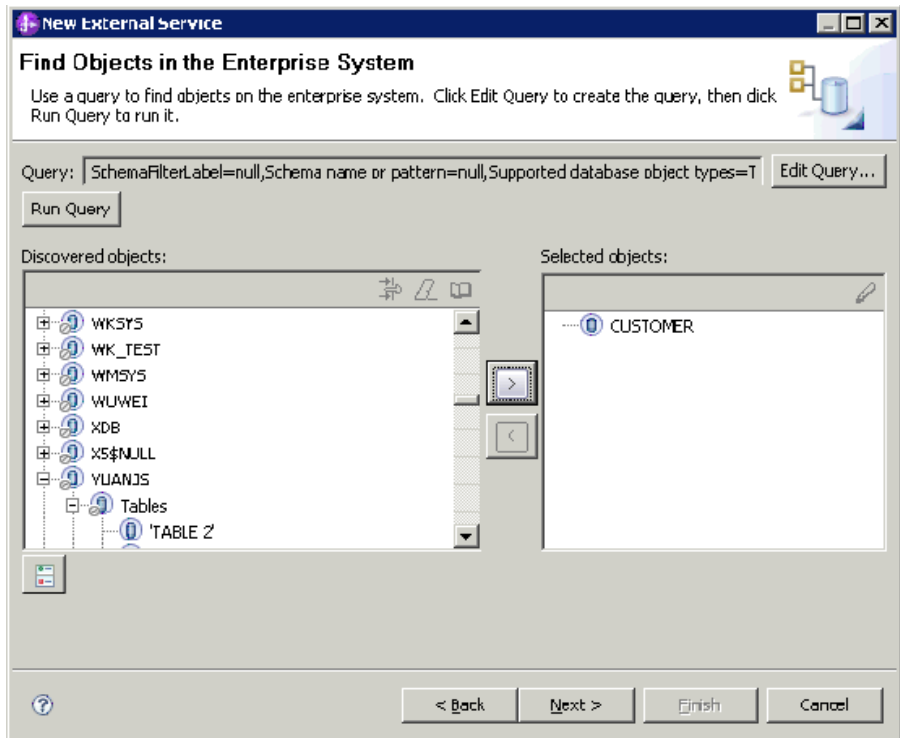 New External Service
Find Objects in the Enterprise System
Use a query to find objects on the enterprise system. Click Edit Query to create the query, then click
Run Query to run it.
Query: SchemaFilterLabel=null,Schema name or pattern=null,Supported database object types=T Edit Query...
Run Query
Discovered objects: Selected objects:
WKSYS
CUSTOMER
WK_TEST
WMSYS
>
WUWEI
XDB
<
XS$NULL
YUANJS
Tables
'TABLE 2'
? < Back Next > Finish Cancel